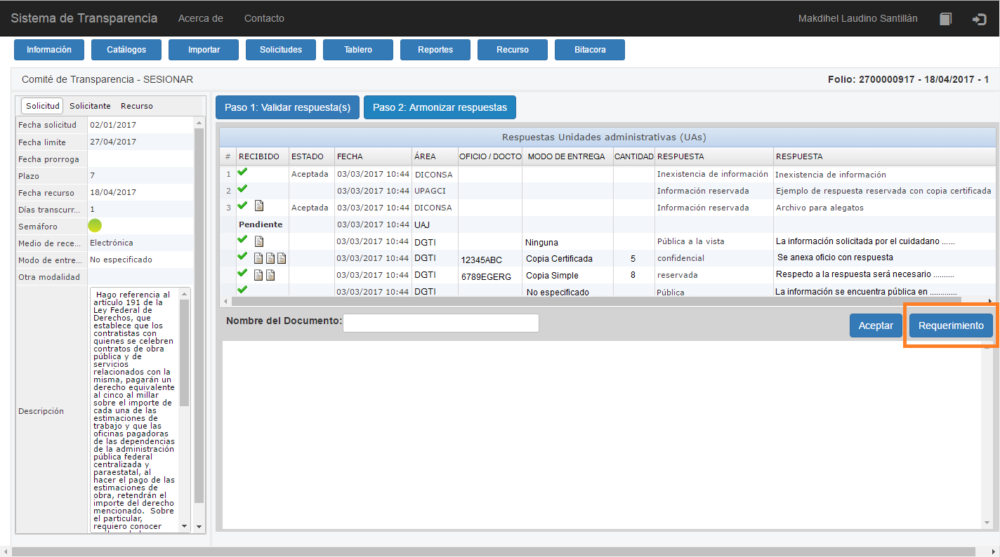 Sistema de Transparencia Acerca de Contacto Makdihel Laudino Santillán
Información Catálogos Importar Solicitudes Tablero Reportes Recurso Bitacora
Comité de Transparencia - SESIONAR Folio: 2700000917 - 18/04/2017 - 1
Solicitud Solicitante Recurso
Fecha solicitud 02/01/2017
Fecha limite 27/04/2017
Fecha prorroga
Plazo 7
Fecha recurso 18/04/2017
Días transcurr... 1
Semáforo
Medio de rece... Electrónica
Modo de entre... No especificado
Otra modalidad
Descripción
Hago referencia al
artículo 191 de la
Ley Federal de
Derechos, que
establece que los
contratistas con
quienes se celebren
contratos de obra
pública y de
servicios
relacionados con la
misma, pagarán un
derecho equivalente
al cinco al millar
sobre el importe de
cada una de las
estimaciones de
trabajo y que las
oficinas pagadoras
de las dependencias
de la administración
pública federal
centralizada y
paraestatal, al
hacer el pago de las
estimaciones de
obra, retendrán el
importe del derecho
mencionado. Sobre
el particular,
requiero conocer
Paso 1: Validar respuesta(s) Paso 2: Armonizar respuestas
Respuestas Unidades administrativas (UAs)
# RECIBIDO ESTADO FECHA ÁREA OFICIO / DOCTO MODO DE ENTREGA CANTIDAD RESPUESTA RESPUESTA
1 Aceptada 03/03/2017 10:44 DICONSA Inexistencia de información Inexistencia de información
2 03/03/2017 10:44 UPAGCI Información reservada Ejemplo de respuesta reservada con copia certificada
3 Aceptada 03/03/2017 10:44 DICONSA Información reservada Archivo para alegatos
Pendiente 03/03/2017 10:44 UAJ
03/03/2017 10:44 DGTI Ninguna Pública a la vista La información solicitada por el cuidadano ......
03/03/2017 10:44 DGTI 12345ABC Copia Certificada 5 confidencial Se anexa oficio con respuesta
03/03/2017 10:44 DGTI 6789EGERG Copia Simple 8 reservada Respecto a la respuesta será necesario ..........
03/03/2017 10:44 DGTI No especificado Pública La información se encuentra pública en .............
Nombre del Documento: Aceptar Requerimiento